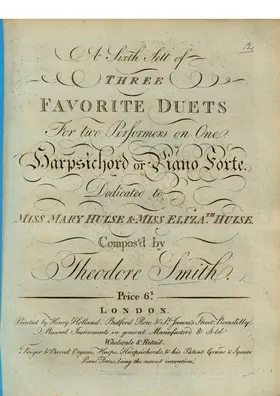 A Sixth Sett of
THREE
FAVORITE DUETS
For two Performers on One
Harpsichord or Piano Forte.
Dedicated to
MISS MARY HULSE & MISS ELIZA.TH HULSE.
Compos'd by
Theodore Smith.
Price 6s.
LONDON.
Printed by Henry Holland, Bedford Row, & St. James's Street, Piccadilly,
Musical Instruments in general Manufactory & Sold
Wholesale & Retail.
Finger & Barrel Organs, Harps, Harpsichords, & his Patent Grand & Square
Piano Fortes, being the newest invention.